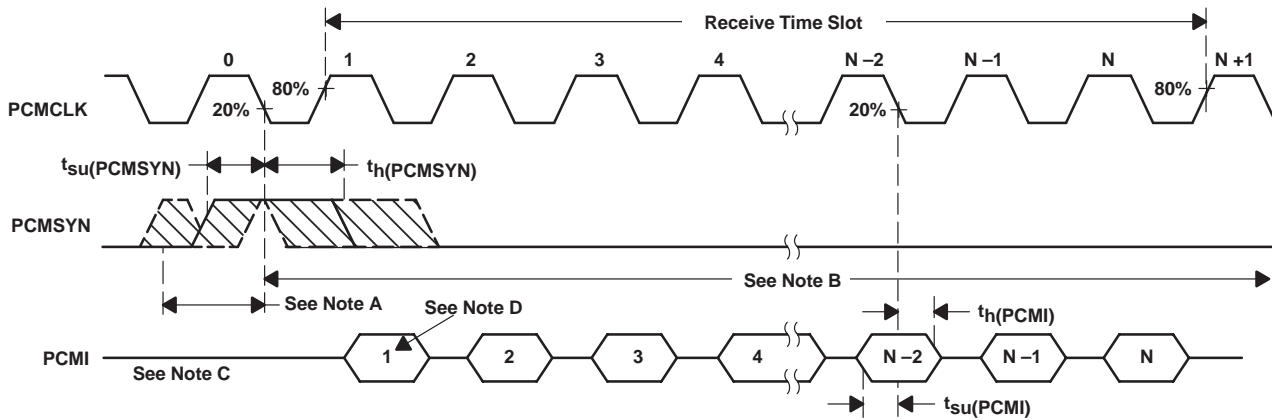 Receive Time Slot
0 1 2 3 4 N –2 N –1 N N +1
80% 80%
PCMCLK 20% 20%
tsu(PCMSYN) th(PCMSYN)
PCMSYN
See Note A See Note B
See Note D th(PCMI)
PCMI 1 2 3 4 N –2 N –1 N
See Note C
tsu(PCMI)